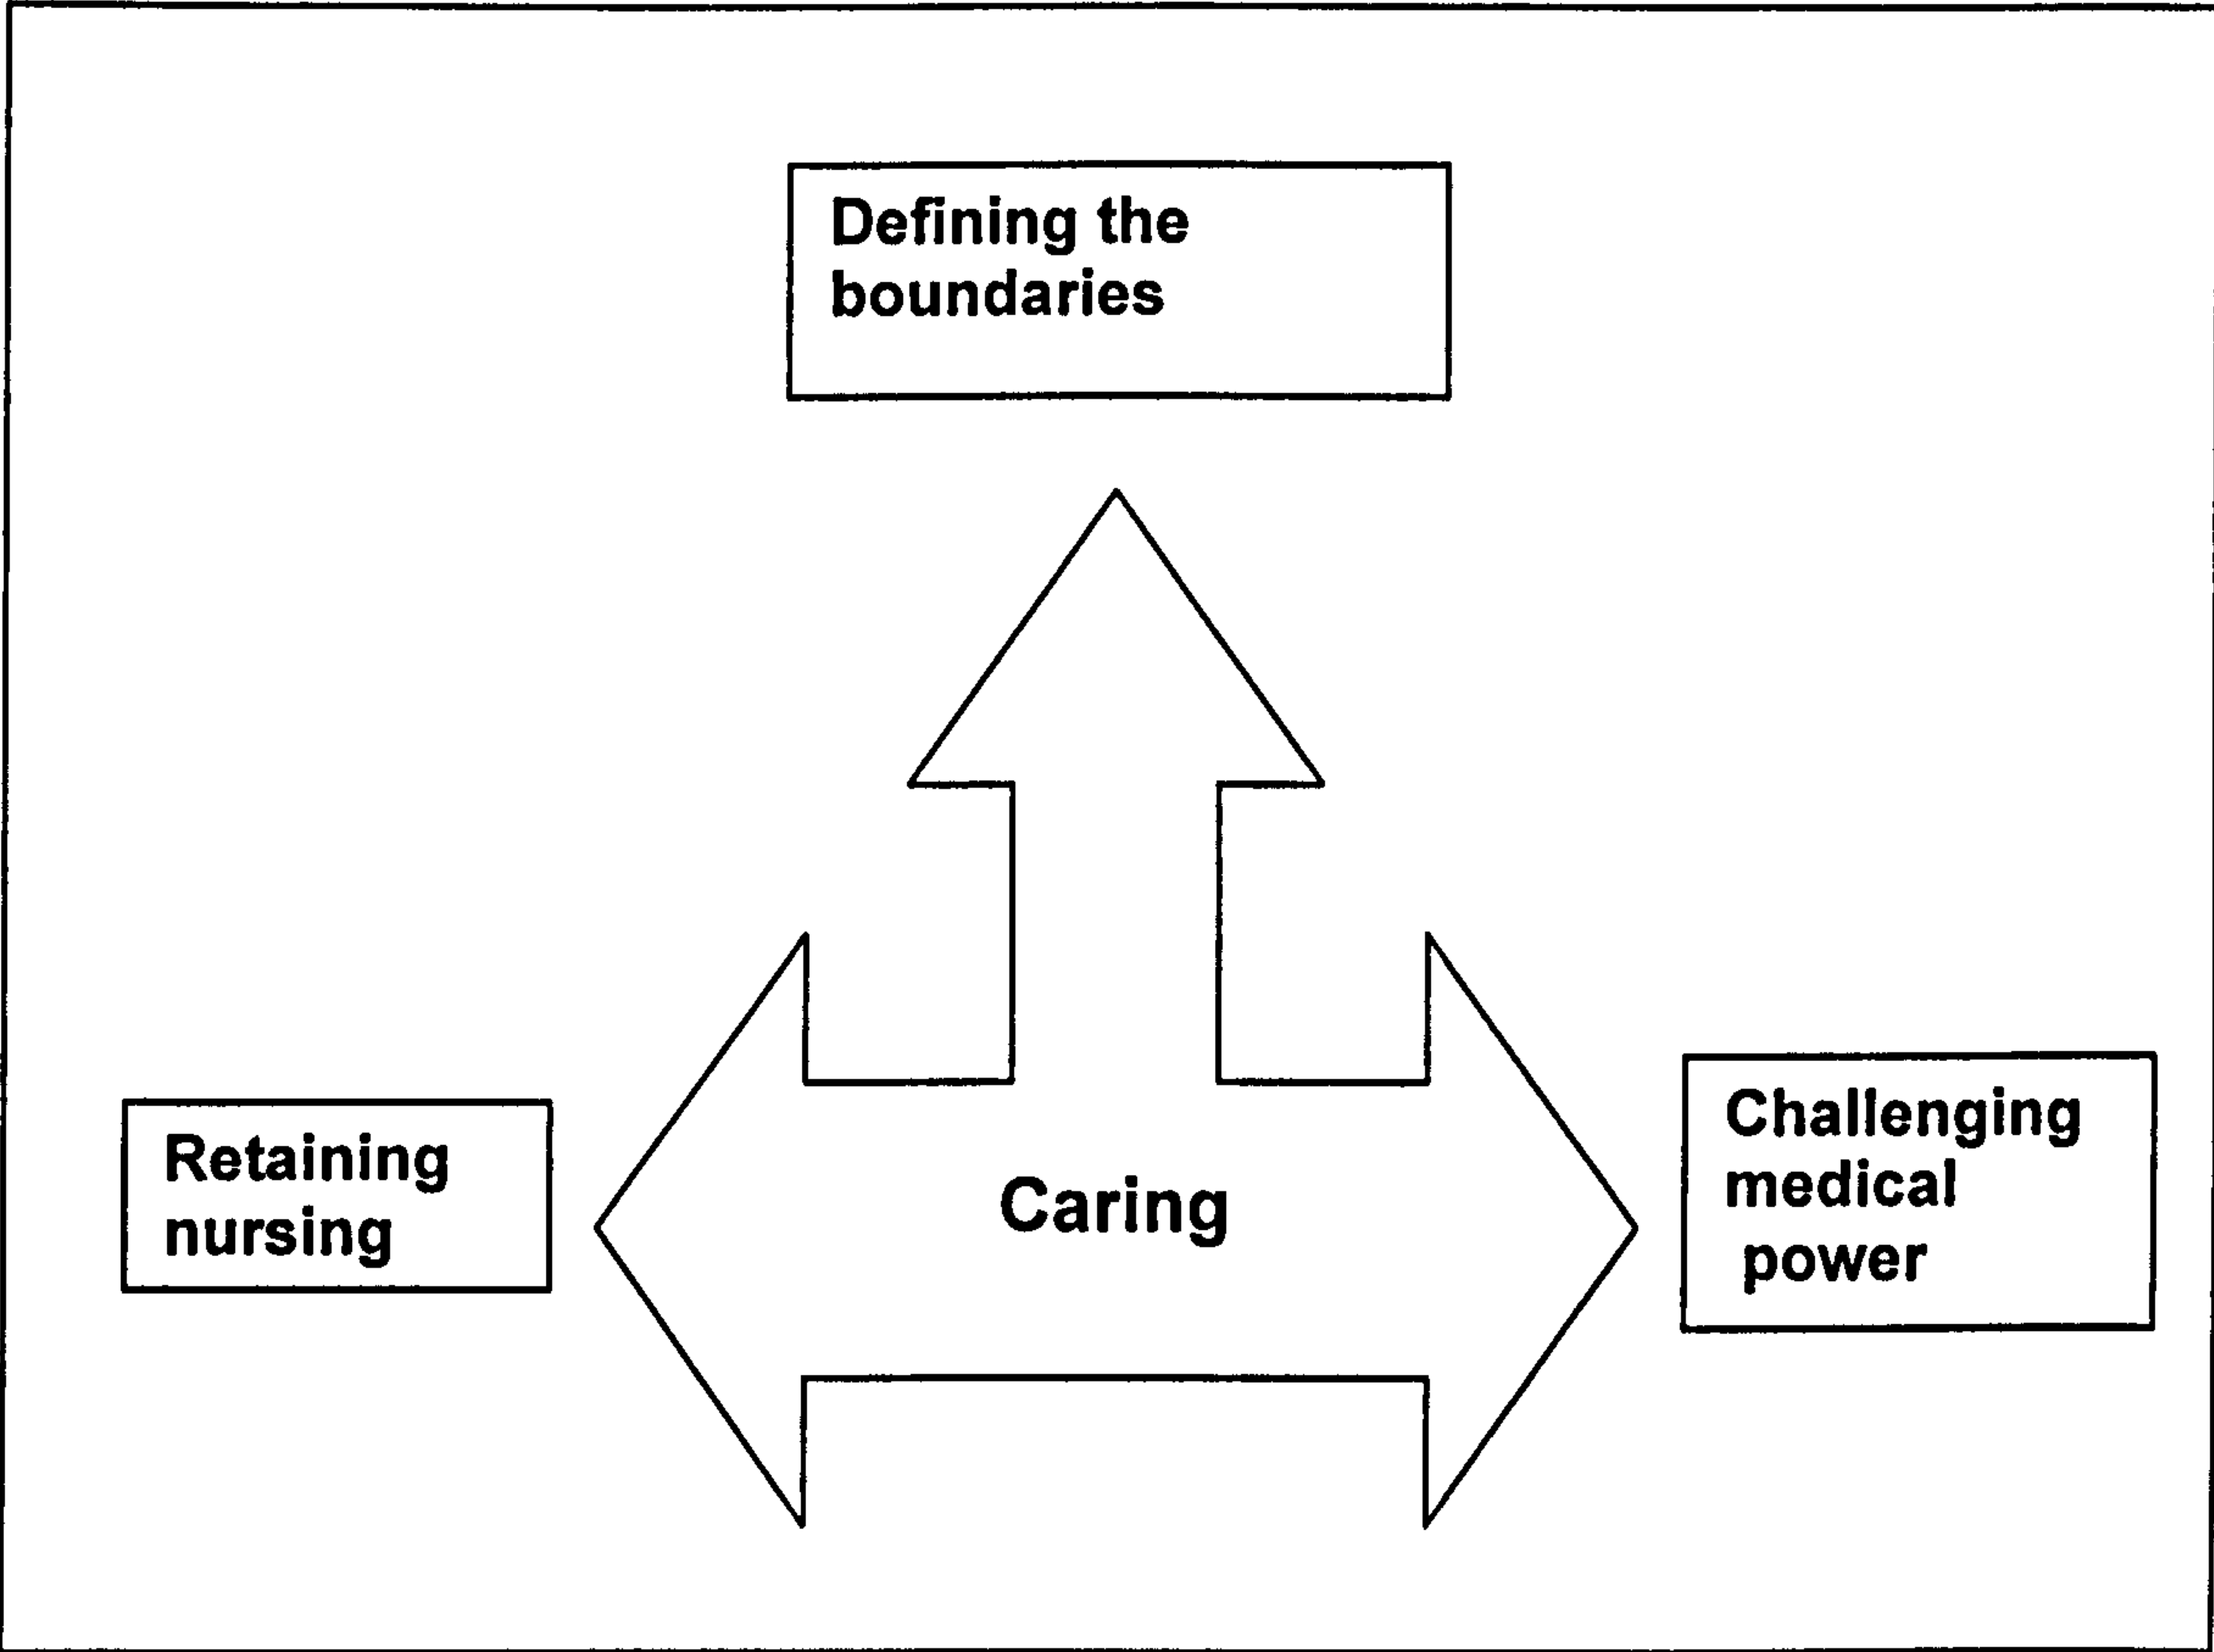 Defining the
boundaries
Retaining
nursing
Caring
Challenging
medical
power